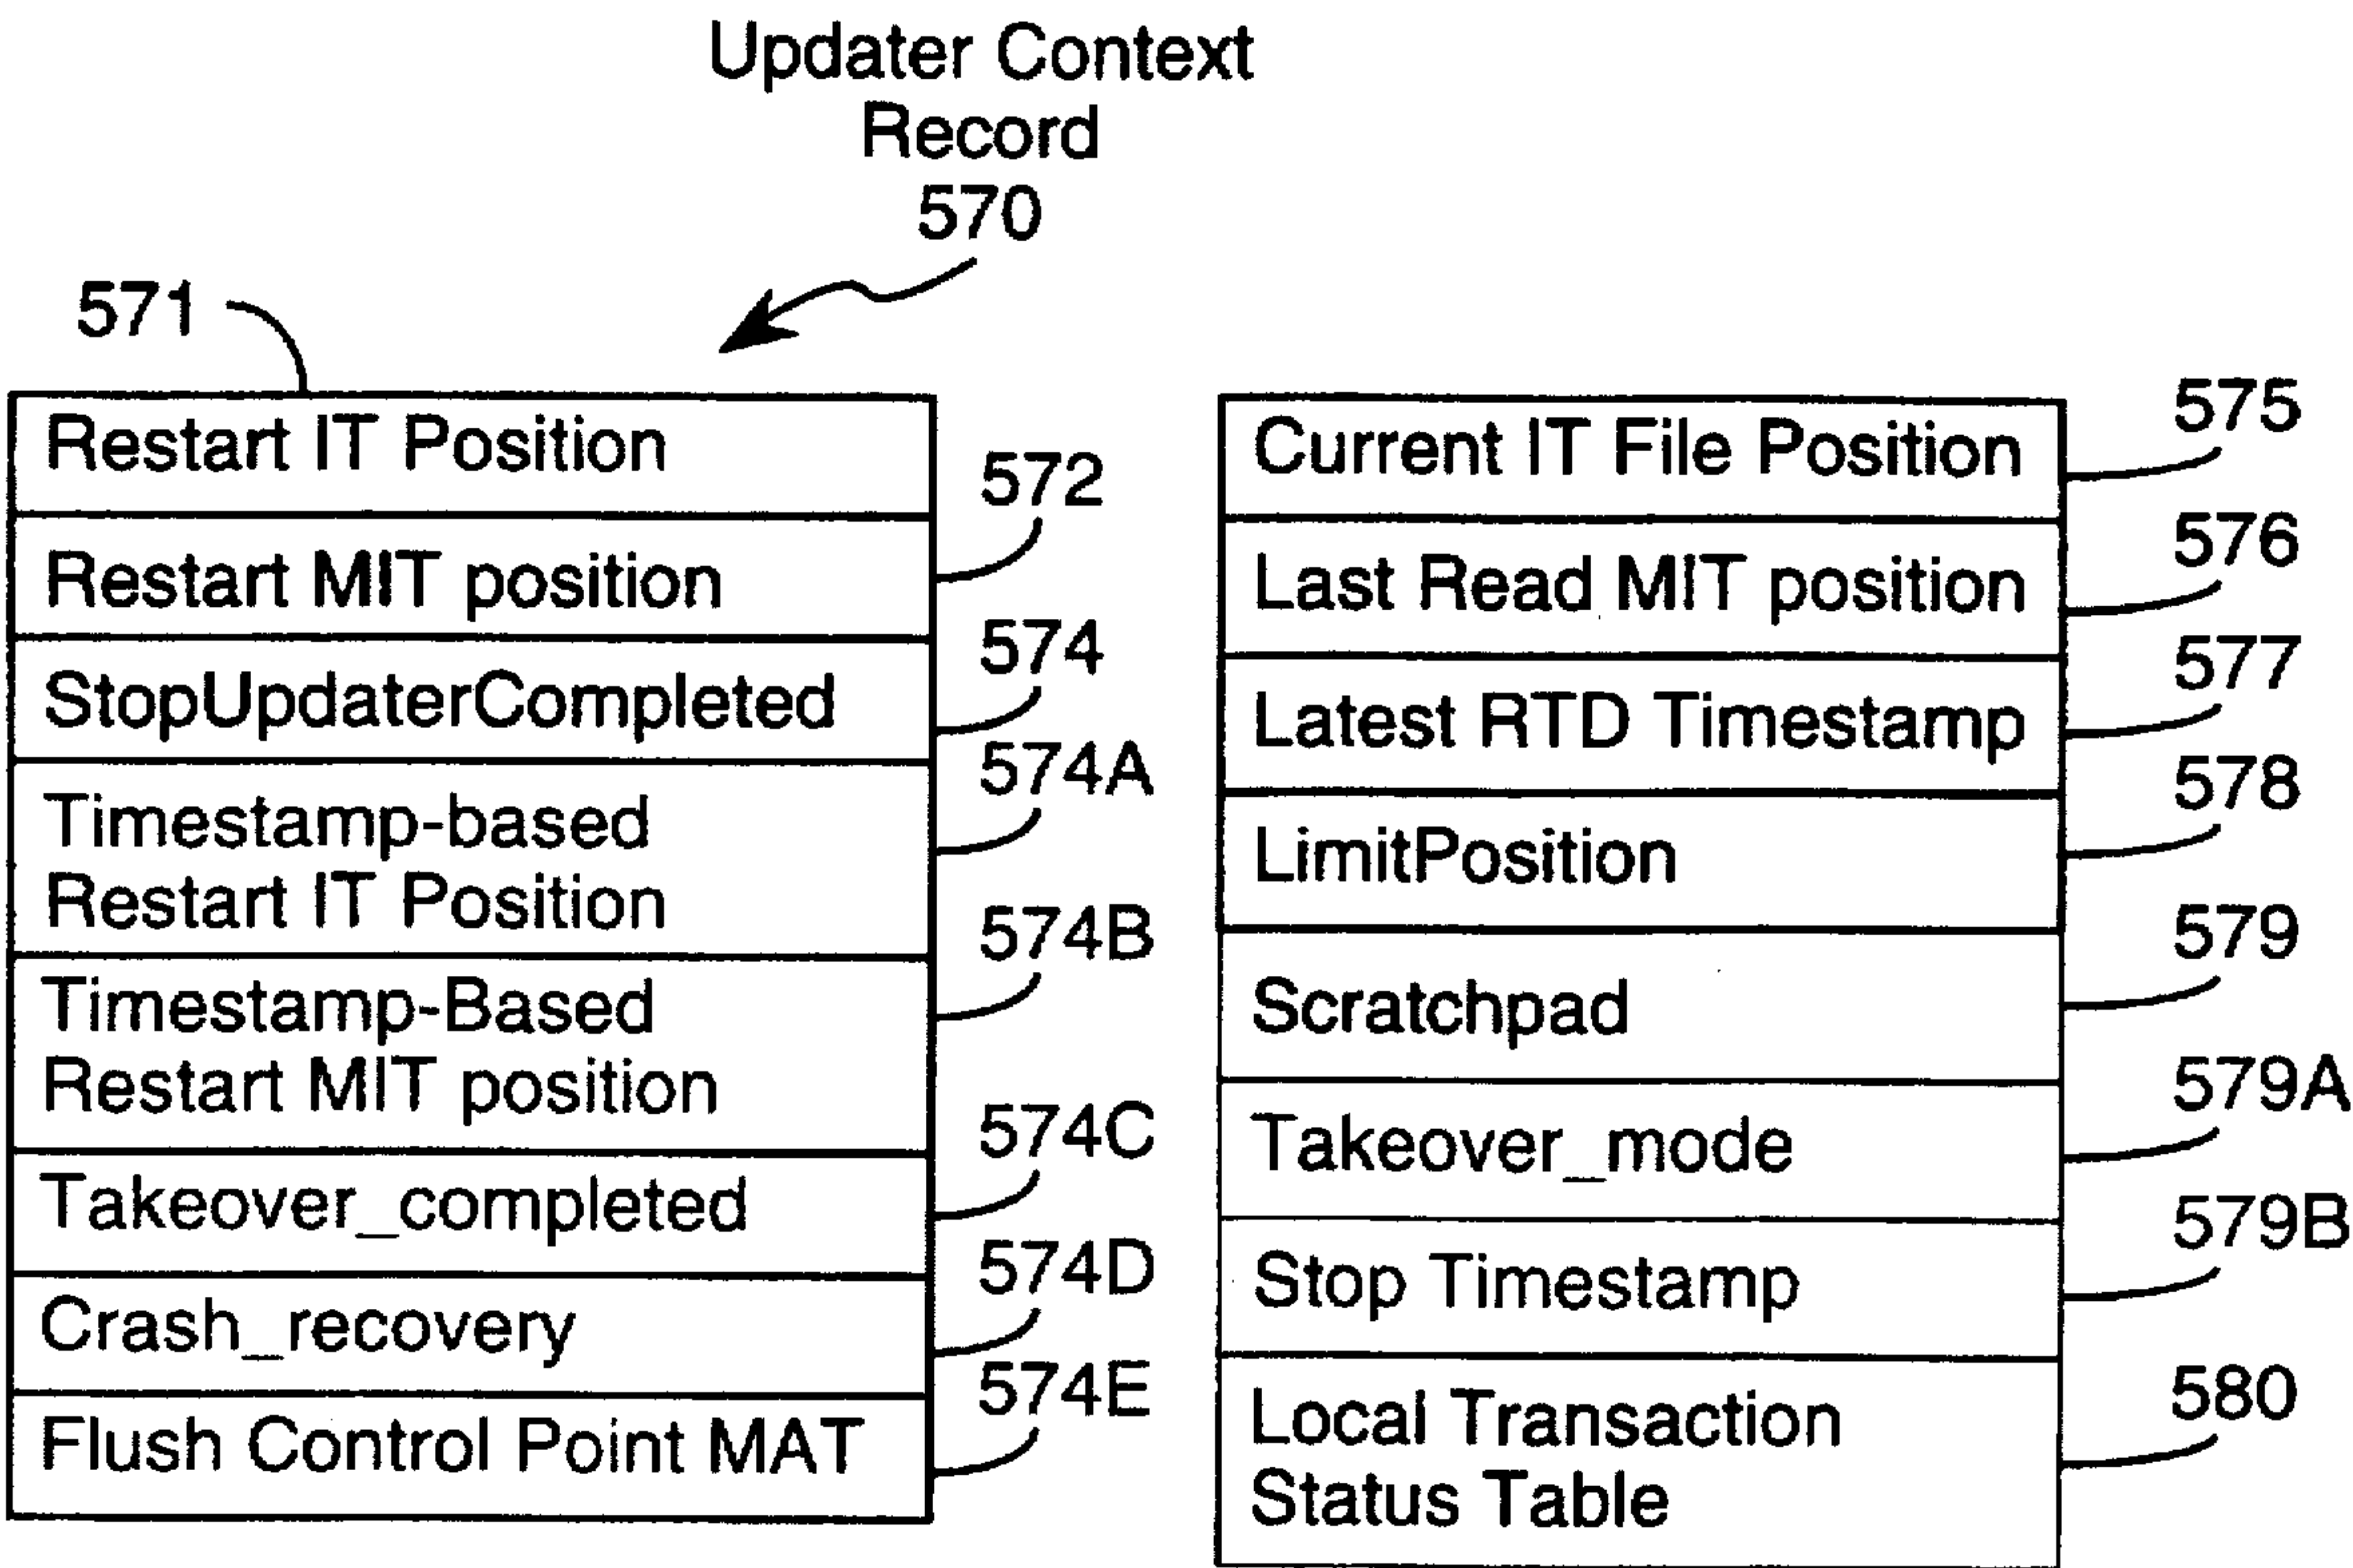 Updater Context
Record
570
571
Restart IT Position
572
Restart MIT position
574
StopUpdaterCompleted
574A
Timestamp-based
Restart IT Position
574B
Timestamp-Based
Restart MIT position
574C
Takeover_completed
574D
Crash_recovery
574E
Flush Control Point MAT
575
Current IT File Position
576
Last Read MIT position
577
Latest RTD Timestamp
578
LimitPosition
579
Scratchpad
579A
Takeover_mode
579B
Stop Timestamp
580
Local Transaction
Status Table